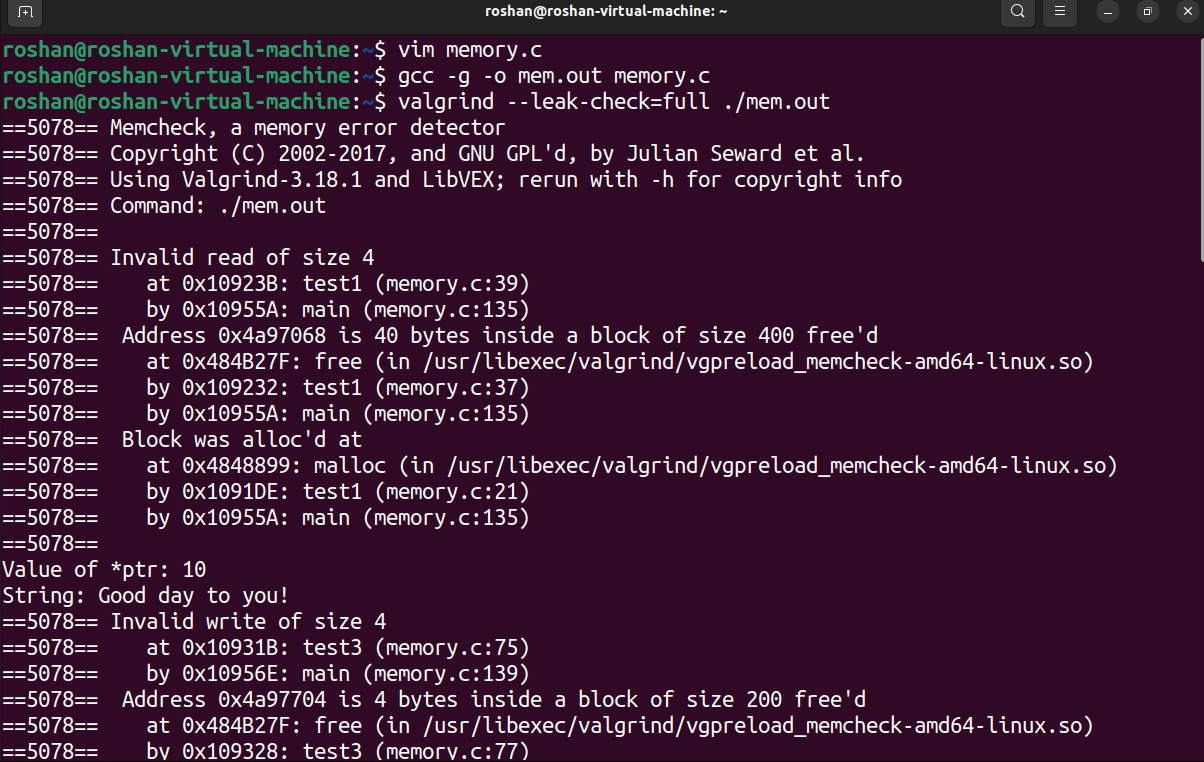 roshan@roshan-virtual-machine: ~
roshan@roshan-virtual-machine:~$ vim memory.c
roshan@roshan-virtual-machine:~$ gcc -g -o mem.out memory.c
roshan@roshan-virtual-machine:~$ valgrind --leak-check=full ./mem.out
==5078== Memcheck, a memory error detector
==5078== Copyright (C) 2002-2017, and GNU GPL'd, by Julian Seward et al.
==5078== Using Valgrind-3.18.1 and LibVEX; rerun with -h for copyright info
==5078== Command: ./mem.out
==5078==
==5078== Invalid read of size 4
==5078==    at 0x10923B: test1 (memory.c:39)
==5078==    by 0x10955A: main (memory.c:135)
==5078==  Address 0x4a97068 is 40 bytes inside a block of size 400 free'd
==5078==    at 0x484B27F: free (in /usr/libexec/valgrind/vgpreload_memcheck-amd64-linux.so)
==5078==    by 0x109232: test1 (memory.c:37)
==5078==    by 0x10955A: main (memory.c:135)
==5078==  Block was alloc'd at
==5078==    at 0x4848899: malloc (in /usr/libexec/valgrind/vgpreload_memcheck-amd64-linux.so)
==5078==    by 0x1091DE: test1 (memory.c:21)
==5078==    by 0x10955A: main (memory.c:135)
==5078==
Value of *ptr: 10
String: Good day to you!
==5078== Invalid write of size 4
==5078==    at 0x10931B: test3 (memory.c:75)
==5078==    by 0x10956E: main (memory.c:139)
==5078==  Address 0x4a97704 is 4 bytes inside a block of size 200 free'd
==5078==    at 0x484B27F: free (in /usr/libexec/valgrind/vgpreload_memcheck-amd64-linux.so)
==5078==    by 0x109328: test3 (memory.c:77)